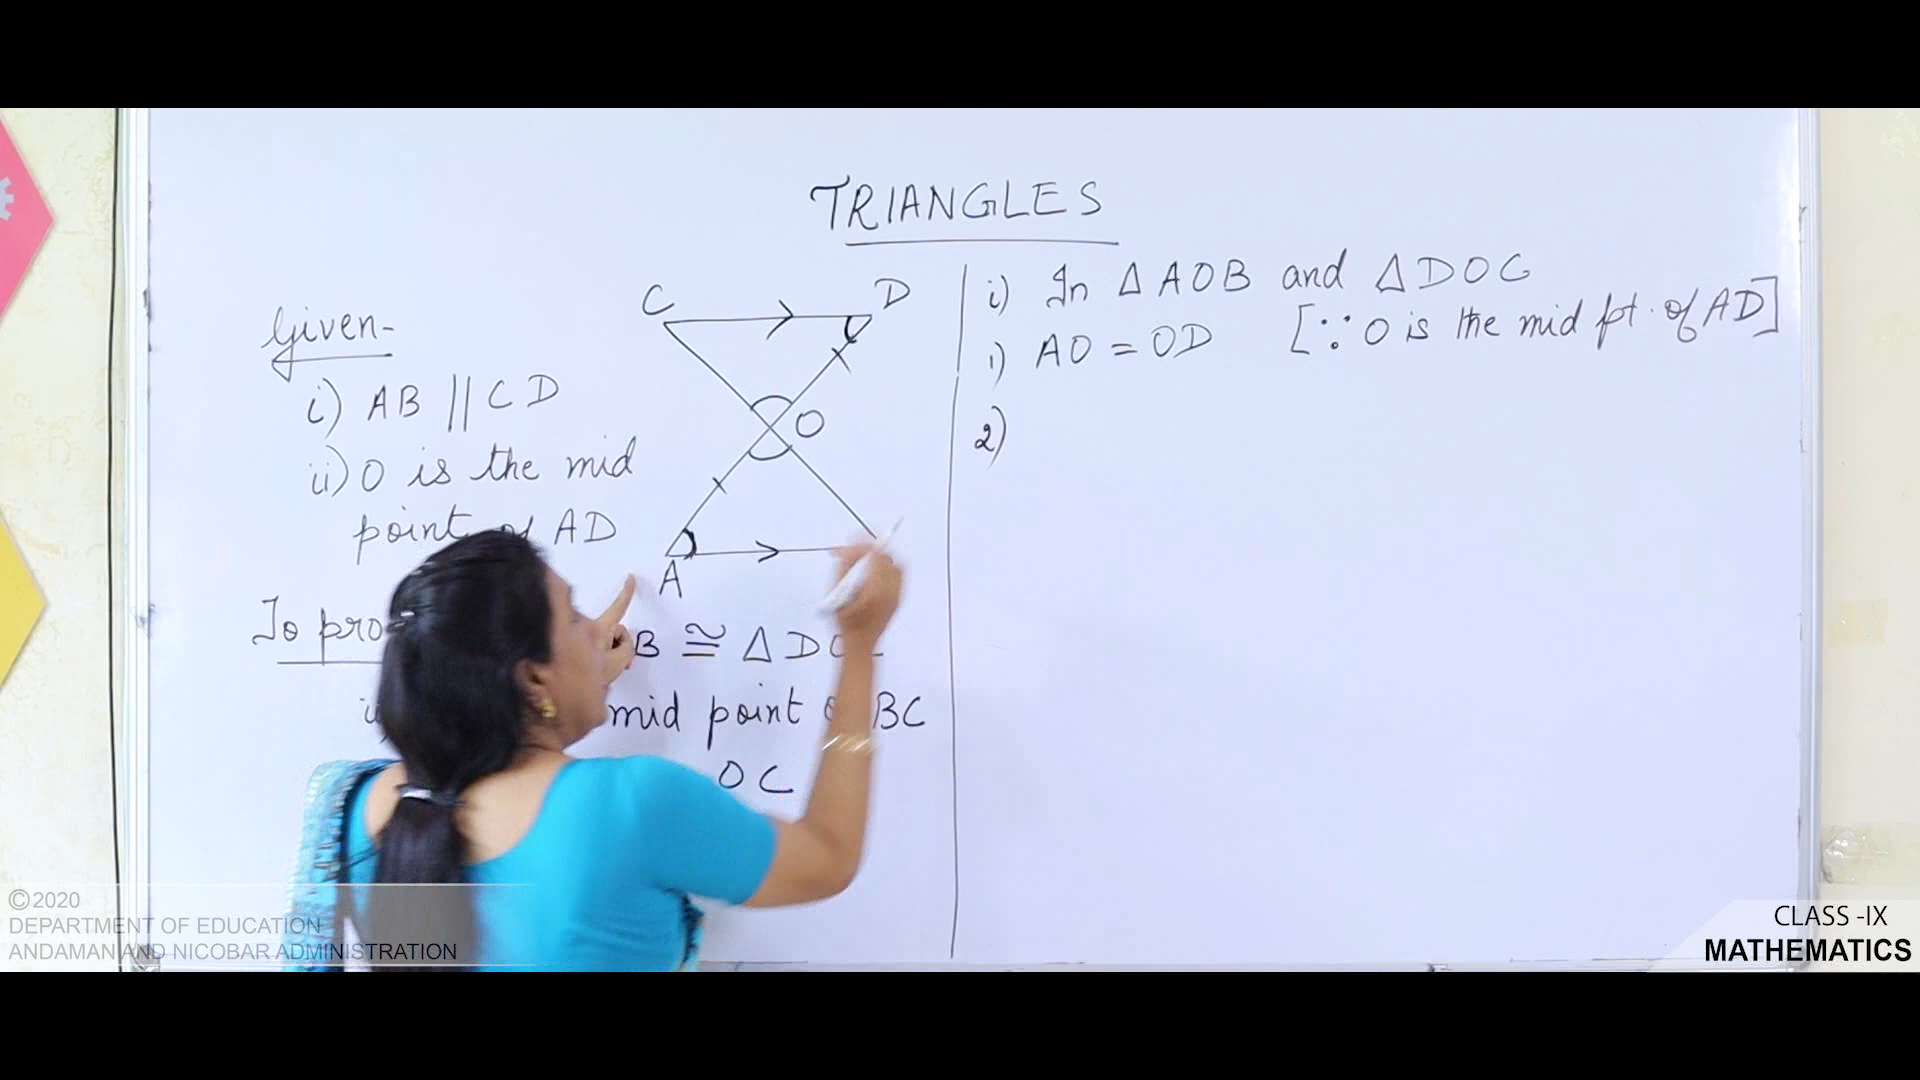 TRIANGLES
Given-
i) AB || CD
ii) O is the mid
point of AD
To
B ≅ Δ D
mid point BC
OC
C
D
O
A
i) In Δ AOB and Δ DOC
1) AO = OD [∵ O is the mid pt. of AD]
2)
©2020
DEPARTMENT OF EDUCATION
ANDAMAN AND NICOBAR ADMINISTRATION
CLASS -IX
MATHEMATICS